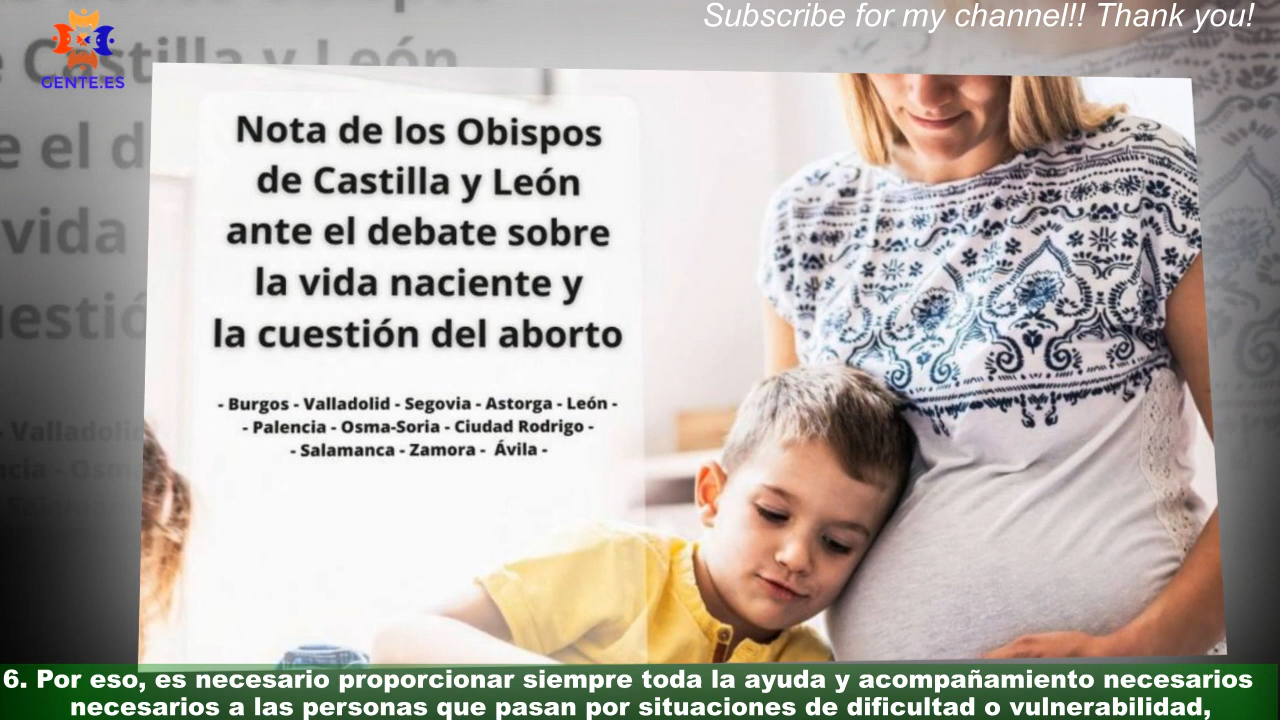 Subscribe for my channel!! Thank you!
GENTE.ES
Nota de los Obispos
de Castilla y León
ante el debate sobre
la vida naciente y
la cuestión del aborto
- Burgos - Valladolid - Segovia - Astorga - León -
- Palencia - Osma-Soria - Ciudad Rodrigo -
- Salamanca - Zamora - Ávila -
6. Por eso, es necesario proporcionar siempre toda la ayuda y acompañamiento necesarios
necesarios a las personas que pasan por situaciones de dificultad o vulnerabilidad,